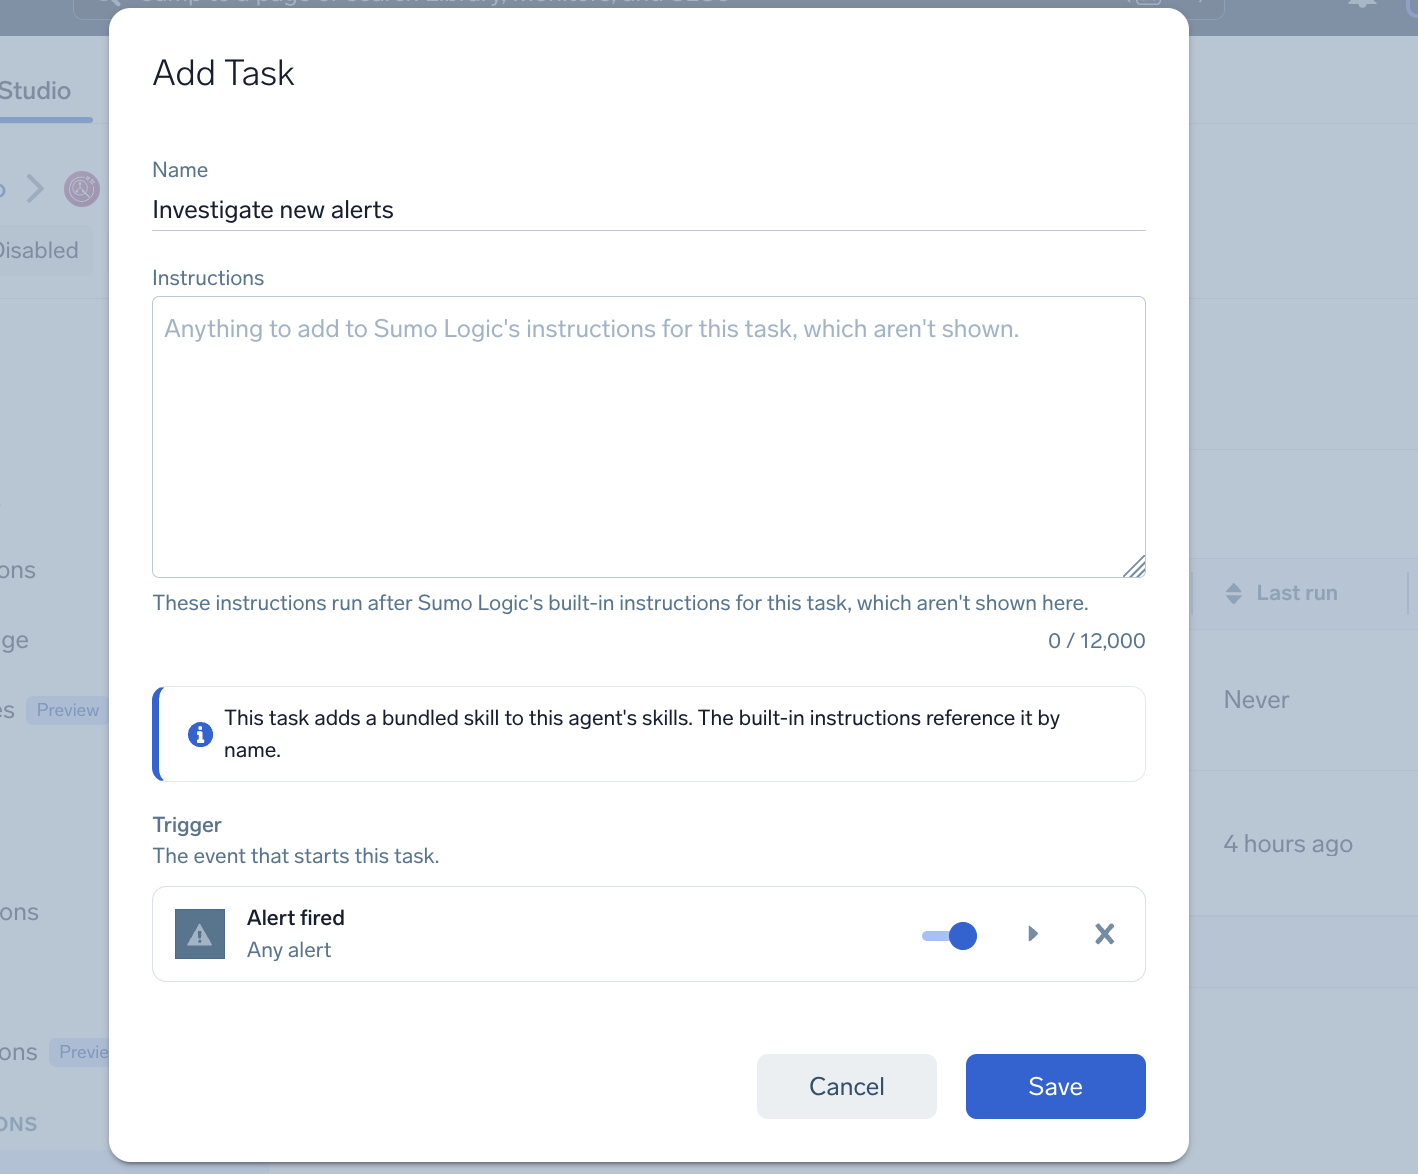 Studio
Disabled
Add Task
Name
Investigate new alerts
Instructions
Anything to add to Sumo Logic's instructions for this task, which aren't shown.
These instructions run after Sumo Logic's built-in instructions for this task, which aren't shown here.
0 / 12,000
ons
Last run
ge
Never
es Preview
This task adds a bundled skill to this agent's skills. The built-in instructions reference it by
name.
Trigger
The event that starts this task.
4 hours ago
ons
Alert fired
Any alert
ons Previe
Cancel
Save
ONS